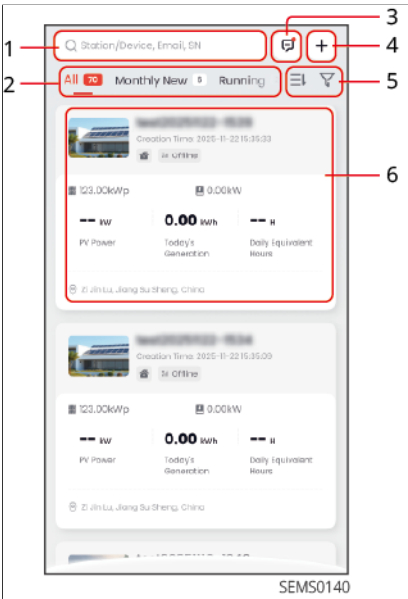 3
1 Station/Device, Email, SN 4
2 All 70 Monthly New 5 Running 5
Creation Time: 2025-11-22 15:35:33
Offline
6
123.00kWp 0.00kW
-- kW 0.00 kWh -- H
PV Power Today's Daily Equivalent
Generation Hours
Zi Jin Lu, Jiang Su Sheng, China
Creation Time: 2025-11-22 15:35:09
Offline
123.00kWp 0.00kW
-- kW 0.00 kWh -- H
PV Power Today's Daily Equivalent
Generation Hours
Zi Jin Lu, Jiang Su Sheng, China
SEMS0140